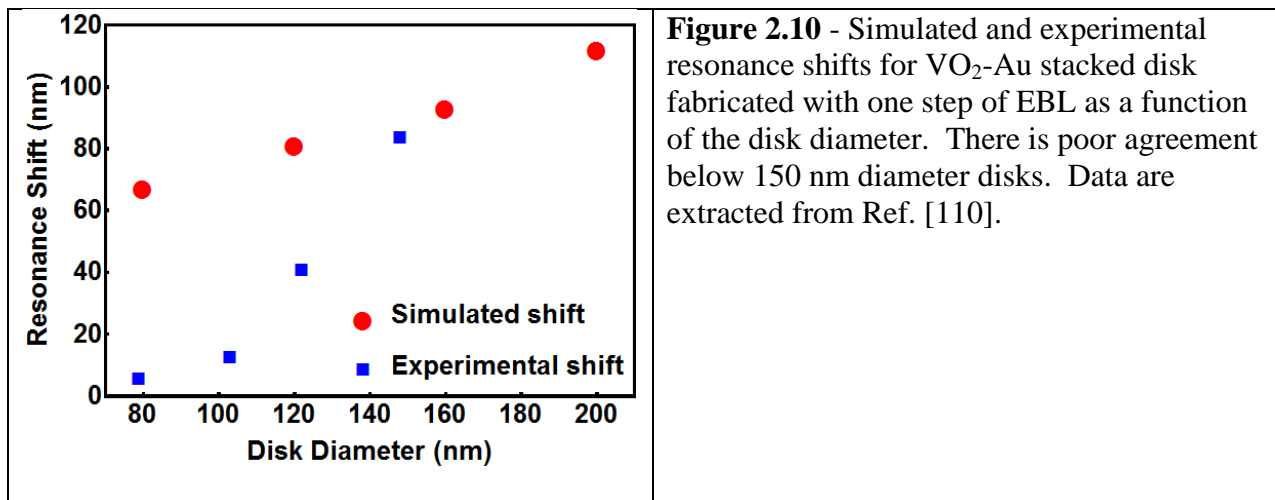 120
100
80
60
40
20
0
Resonance Shift (nm)
Simulated shift
Experimental shift
80 100 120 140 160 180 200
Disk Diameter (nm)
Figure 2.10 - Simulated and experimental
resonance shifts for VO₂-Au stacked disk
fabricated with one step of EBL as a function
of the disk diameter.  There is poor agreement
below 150 nm diameter disks.  Data are
extracted from Ref. [110].